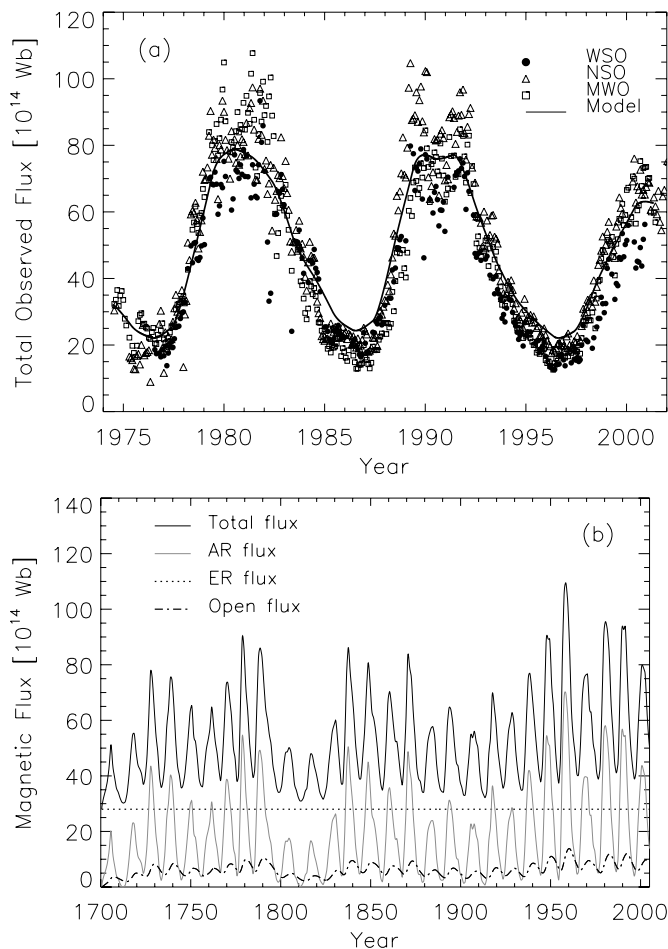 (a)
WSO
NSO
MWO
Model
Total Observed Flux [10¹⁴ Wb]
120
100
80
60
40
20
0
1975 1980 1985 1990 1995 2000
Year
(b)
Total flux
AR flux
ER flux
Open flux
Magnetic Flux [10¹⁴ Wb]
140
120
100
80
60
40
20
0
1700 1750 1800 1850 1900 1950 2000
Year